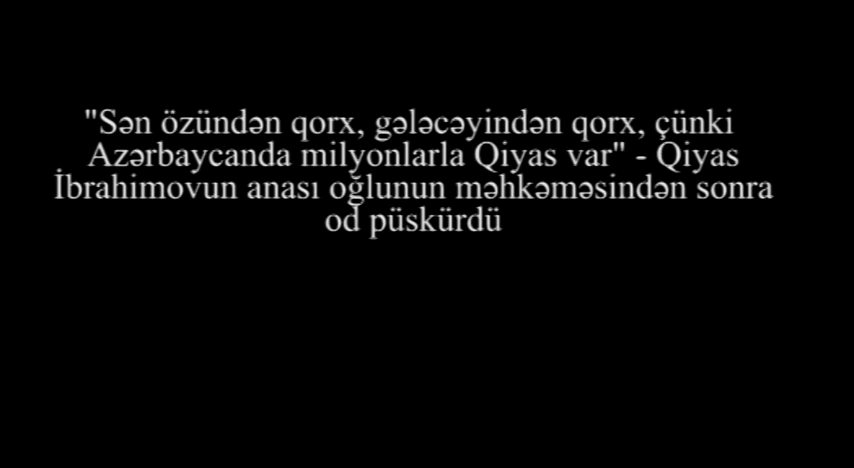 "Sən özündən qorx, gələcəyindən qorx, çünki
Azərbaycanda milyonlarla Qiyas var" - Qiyas
İbrahimovun anası oğlunun məhkəməsindən sonra
od püskürdü